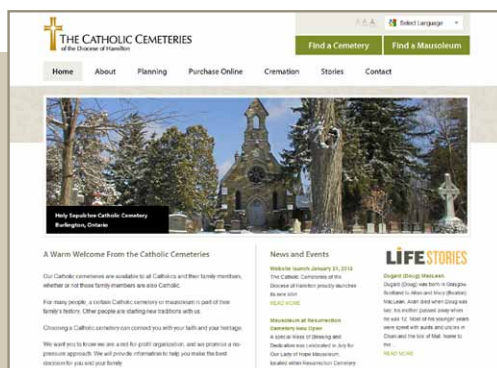 THE CATHOLIC CEMETERIES
of the Diocese of Hamilton
A A A
Select Language
Find a Cemetery
Find a Mausoleum
Home
About
Planning
Purchase Online
Cremation
Stories
Contact
Holy Sepulchre Catholic Cemetery
Burlington, Ontario
A Warm Welcome From the Catholic Cemeteries
Our Catholic cemeteries are available to all Catholics and their family members,
whether or not those family members are also Catholic.
For many people, a certain Catholic cemetery or mausoleum is part of their
family's history. Other people are starting new traditions with us.
Choosing a Catholic cemetery can connect you with your faith and your heritage.
We want you to know we are a not-for-profit organization, and we promise a no-
pressure approach. We will provide information to help you make the best
decision for you and your family.
News and Events
Website launch January 31,
The Catholic Cemeteries of the
Diocese of Hamilton proudly launches
its new site!
READ MORE
Mausoleum at Resurrection
Cemetery Now Open
A special Mass of Blessing and
Dedication was celebrated in July for
Our Lady of Hope Mausoleum,
located within Resurrection Cemetery
LIFE STORIES
Dugard (Doug) MacLean
Dugard (Doug) was born in Glasgow
Scotland to Allan and Mary (Beaton)
MacLean. Allan died when Doug was
two; his mother passed away when
he was 12. Most of his younger years
were spent with aunts and uncles in
and the Isle of Mull, home to
the ...
READ MORE